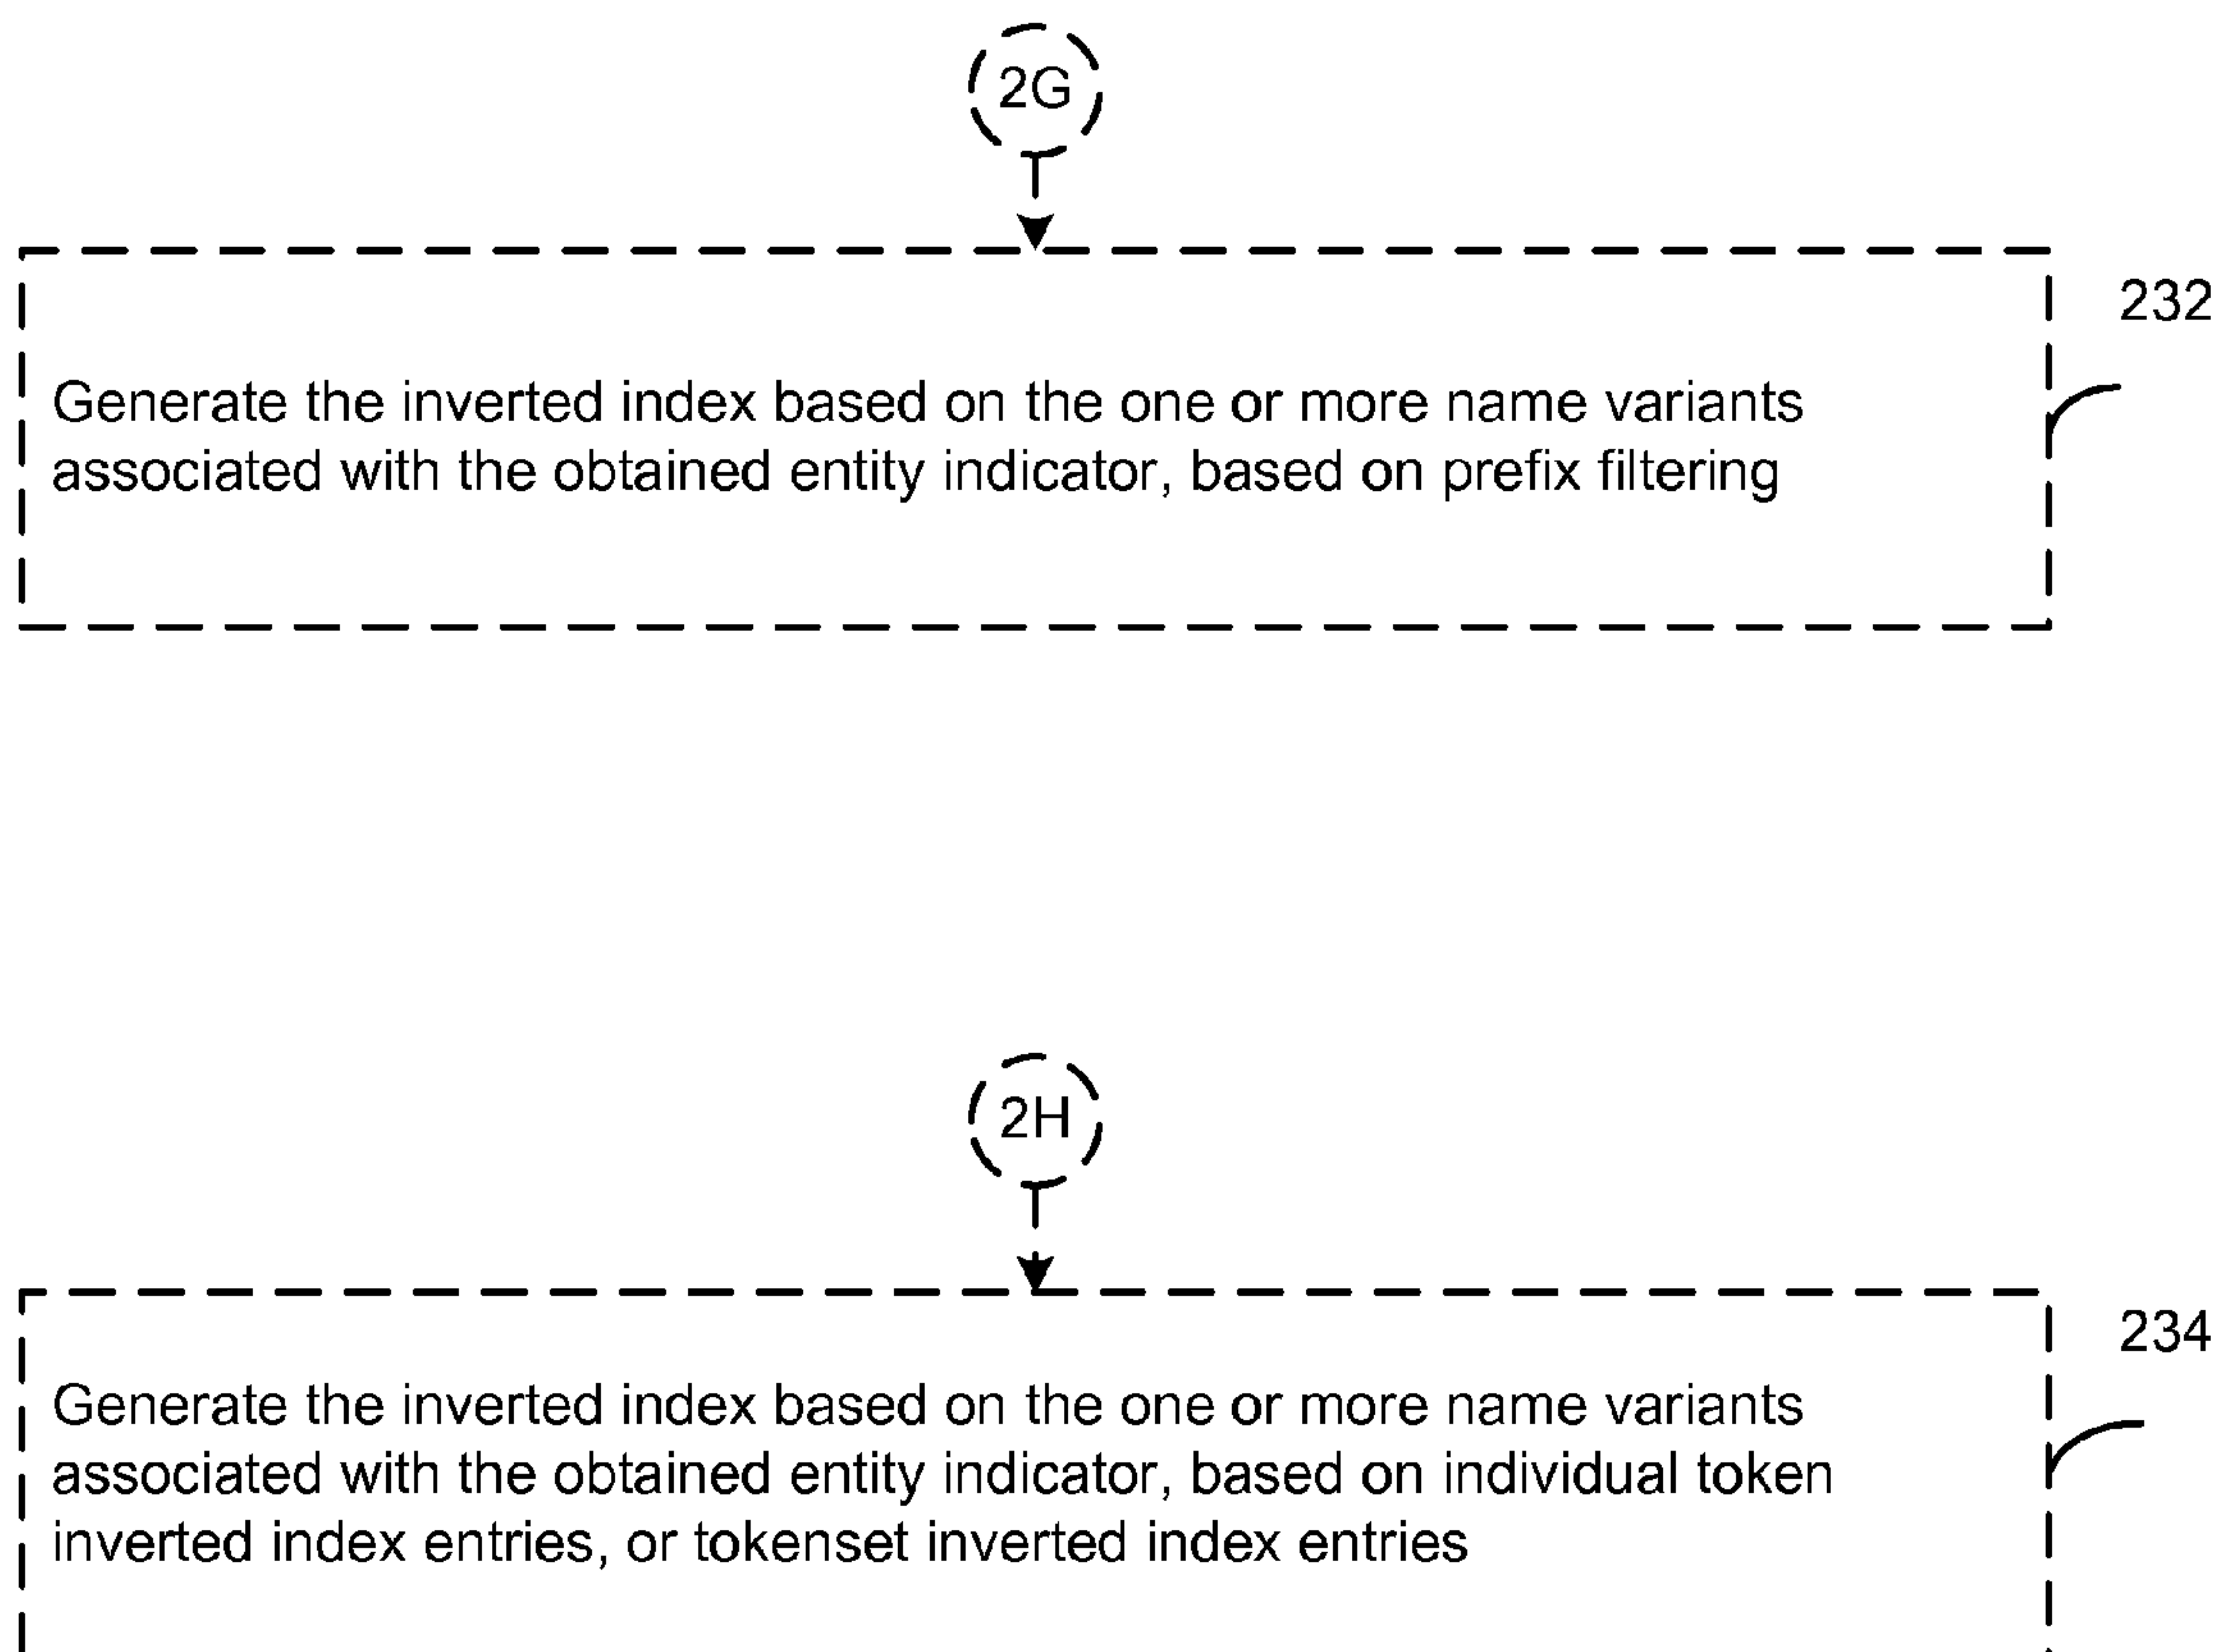 2G
232
Generate the inverted index based on the one or more name variants
associated with the obtained entity indicator, based on prefix filtering
2H
234
Generate the inverted index based on the one or more name variants
associated with the obtained entity indicator, based on individual token
inverted index entries, or tokenset inverted index entries